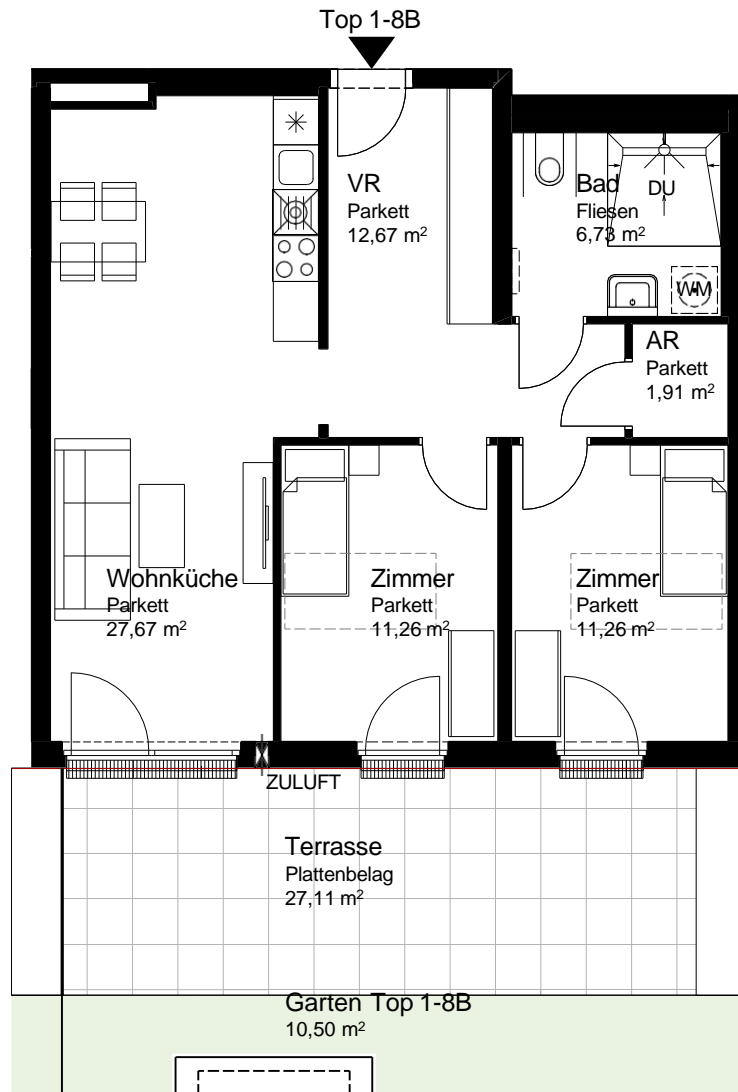 Top 1-8B
VR
Parkett
12,67 m²
Bad
Fliesen
6,73 m²
DU
WM
AR
Parkett
1,91 m²
Wohnküche
Parkett
27,67 m²
Zimmer
Parkett
11,26 m²
Zimmer
Parkett
11,26 m²
ZULUFT
Terrasse
Plattenbelag
27,11 m²
Garten Top 1-8B
10,50 m²